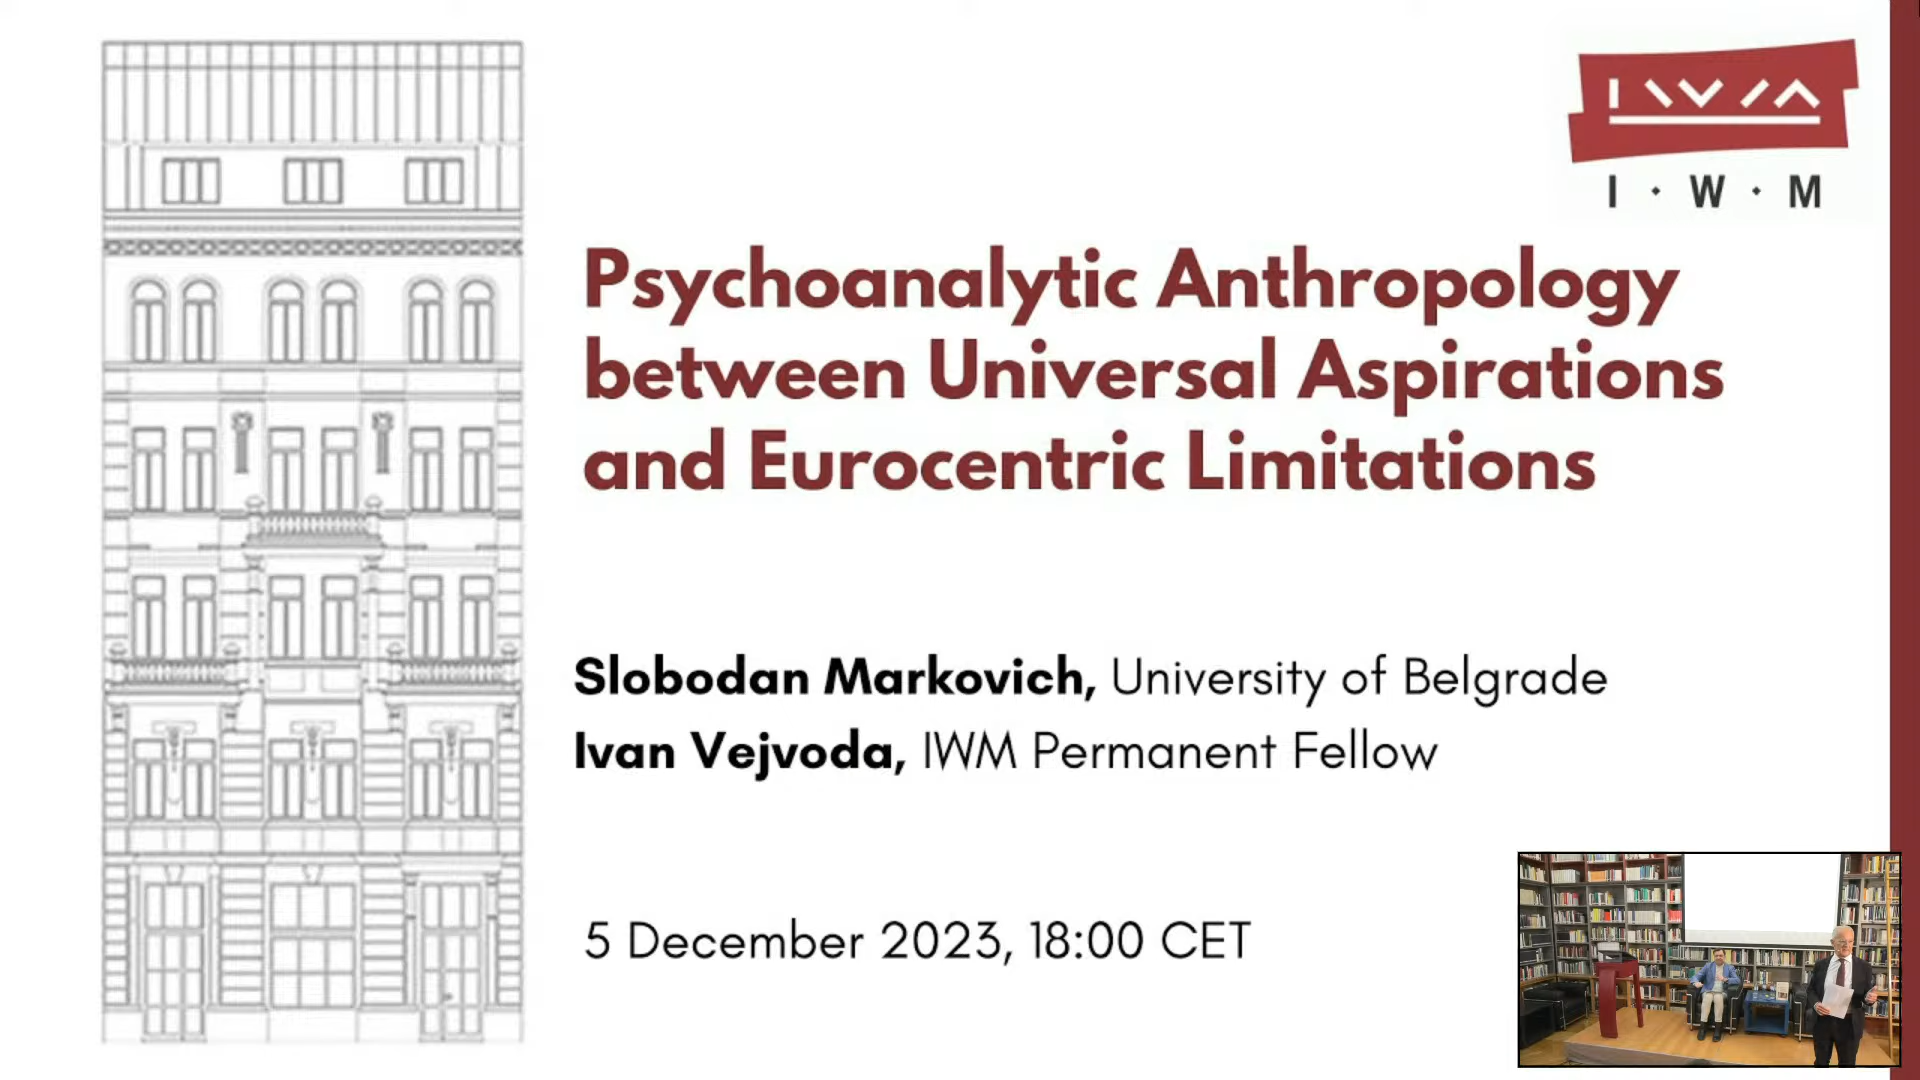 I · W · M
Psychoanalytic Anthropology
between Universal Aspirations
and Eurocentric Limitations
Slobodan Markovich, University of Belgrade
Ivan Vejvoda, IWM Permanent Fellow
5 December 2023, 18:00 CET